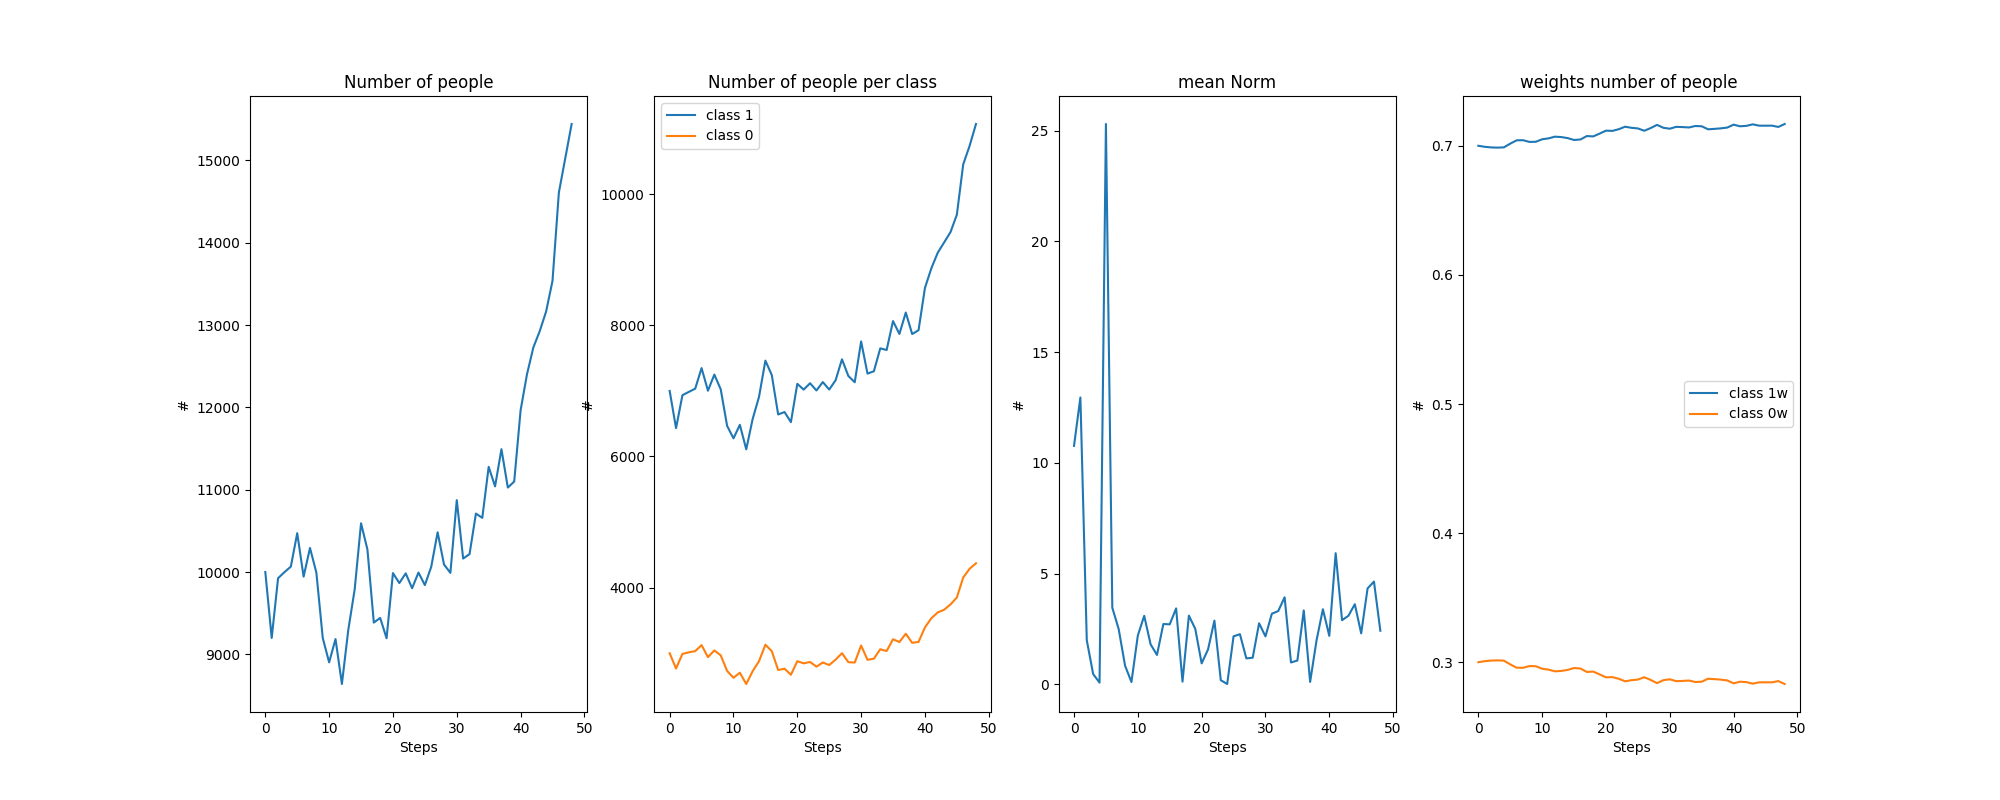 Number of people
15000
14000
13000
12000
11000
10000
9000
#
0 10 20 30 40 50
Steps
Number of people per class
class 1
class 0
10000
8000
6000
4000
#
0 10 20 30 40 50
Steps
mean Norm
25
20
15
10
5
0
#
0 10 20 30 40 50
Steps
weights number of people
0.7
0.6
0.5
0.4
0.3
#
class 1w
class 0w
0 10 20 30 40 50
Steps